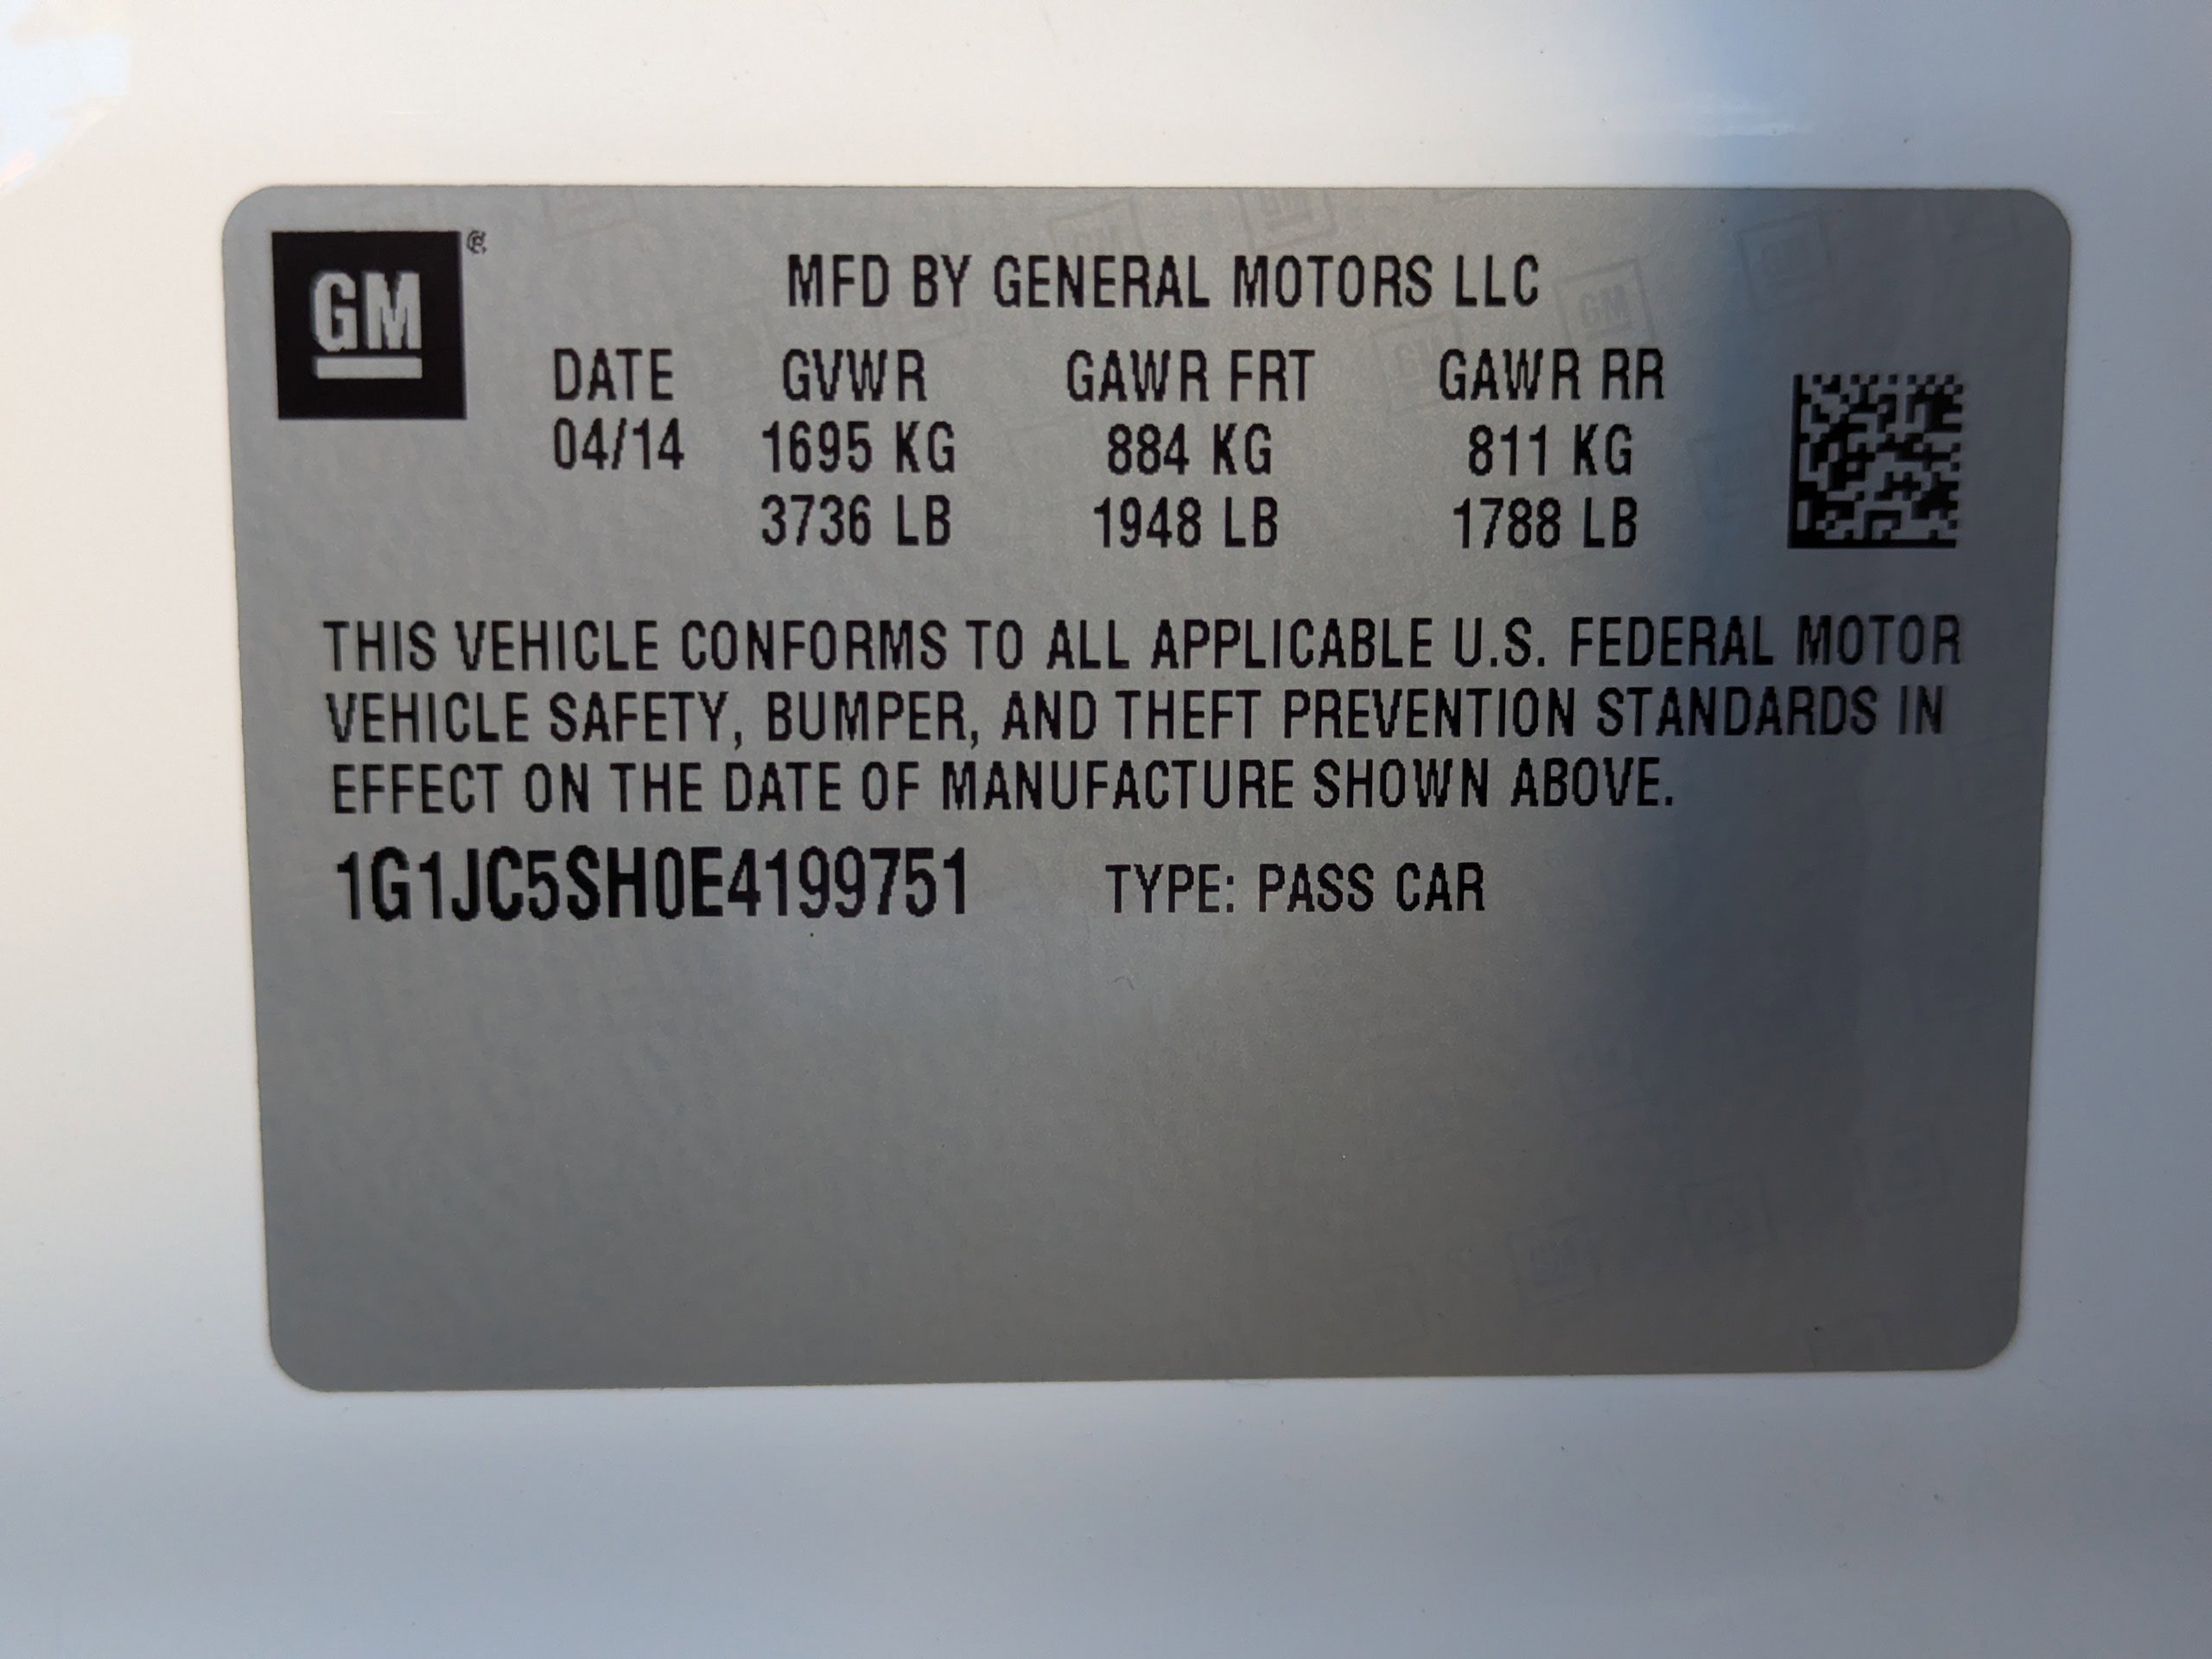 GM
MFD BY GENERAL MOTORS LLC
DATE GVWR GAWR FRT GAWR RR
04/14 1695 KG 884 KG 811 KG
3736 LB 1948 LB 1788 LB
THIS VEHICLE CONFORMS TO ALL APPLICABLE U.S. FEDERAL MOTOR
VEHICLE SAFETY, BUMPER, AND THEFT PREVENTION STANDARDS IN
EFFECT ON THE DATE OF MANUFACTURE SHOWN ABOVE.
1G1JC5SH0E4199751 TYPE: PASS CAR